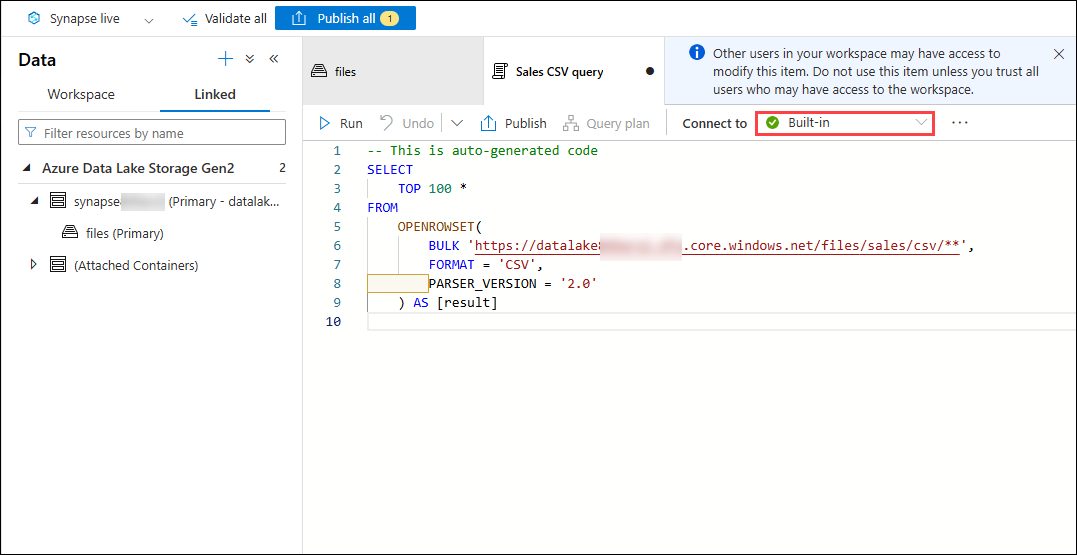 Synapse live
Validate all
Publish all 1
Data
Workspace
Linked
Filter resources by name
Azure Data Lake Storage Gen2 2
synapse (Primary - datalak...
files (Primary)
(Attached Containers)
files
Sales CSV query
Other users in your workspace may have access to
modify this item. Do not use this item unless you trust all
users who may have access to the workspace.
Run Undo Publish Query plan Connect to Built-in ...
1 -- This is auto-generated code
2 SELECT
3 TOP 100 *
4 FROM
5 OPENROWSET(
6 BULK 'https://datalake .core.windows.net/files/sales/csv/**',
7 FORMAT = 'CSV',
8 PARSER_VERSION = '2.0'
9 ) AS [result]
10